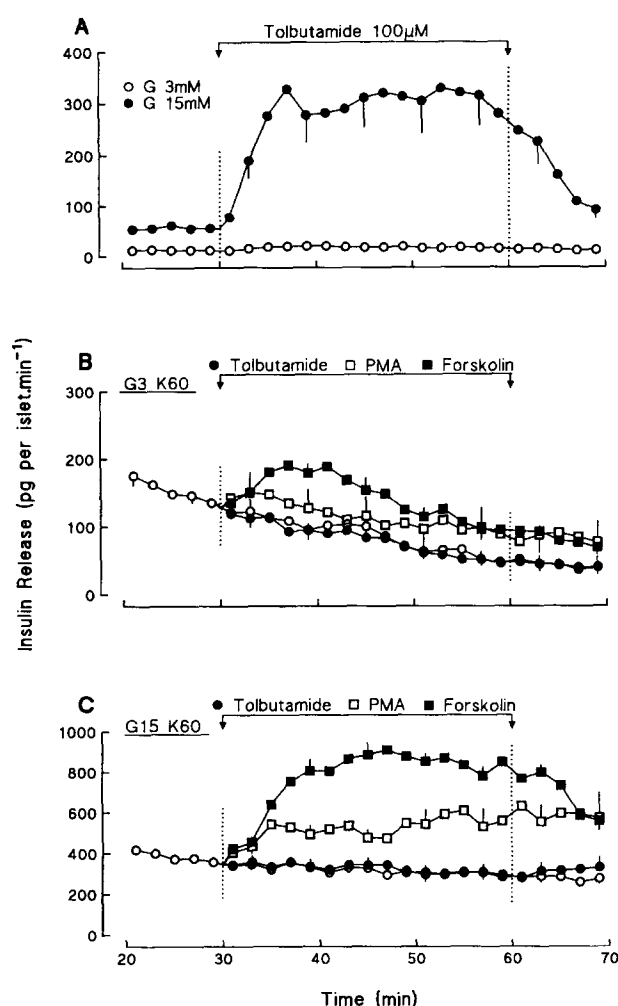 A
Tolbutamide 100μM
400
300
200
100
0
○ G 3mM
● G 15mM
Insulin Release (pg per islet.min⁻¹)
B
● Tolbutamide □ PMA ■ Forskolin
G3 K60
300
200
100
0
C
● Tolbutamide □ PMA ■ Forskolin
G15 K60
1000
800
600
400
200
0
20 30 40 50 60 70
Time (min)